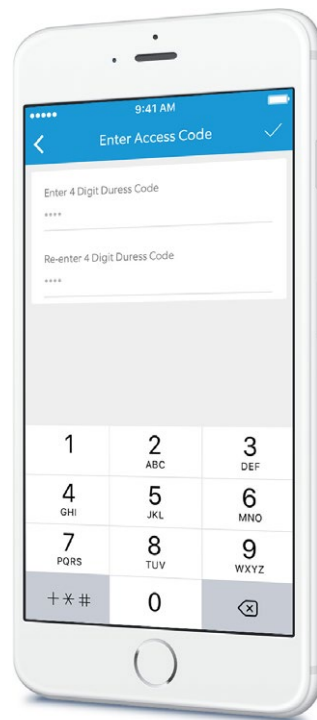 9:41 AM
Enter Access Code
Enter 4 Digit Duress Code
****
Re-enter 4 Digit Duress Code
****
1
2
ABC
3
DEF
4
GHI
5
JKL
6
MNO
7
PQRS
8
TUV
9
WXYZ
+*#
0